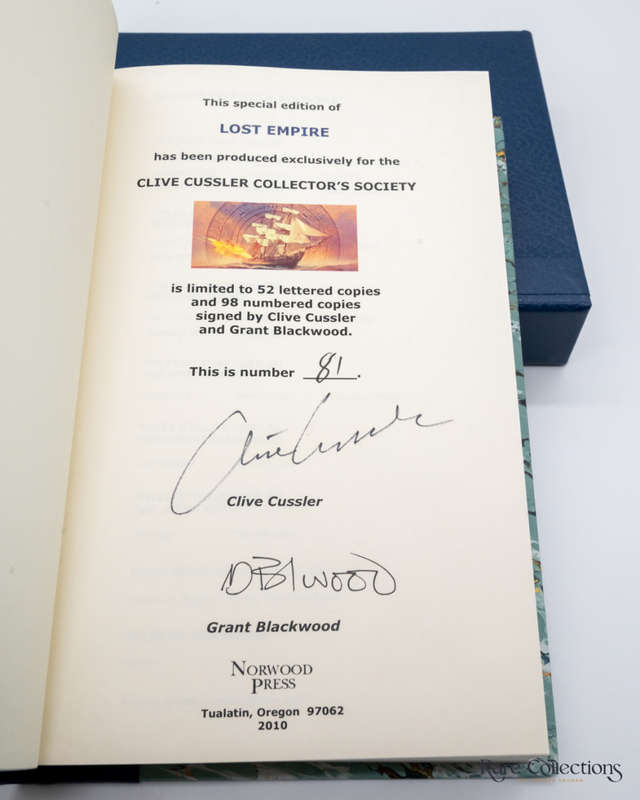 This special edition of
LOST EMPIRE
has been produced exclusively for the
CLIVE CUSSLER COLLECTOR'S SOCIETY
is limited to 52 lettered copies
and 98 numbered copies
signed by Clive Cussler
and Grant Blackwood.
This is number 81.
Clive Cussler
Clive Cussler
Grant Blackwood
NORWOOD
PRESS
Tualatin, Oregon 97062
2010
Rare Collections